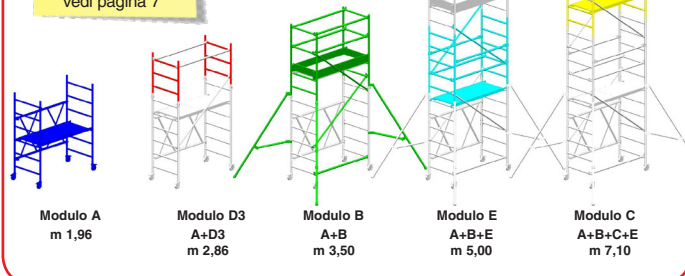 vedi pagina 7
Modulo A
m 1,96
Modulo D3
A+D3
m 2,86
Modulo B
A+B
m 3,50
Modulo E
A+B+E
m 5,00
Modulo C
A+B+C+E
m 7,10